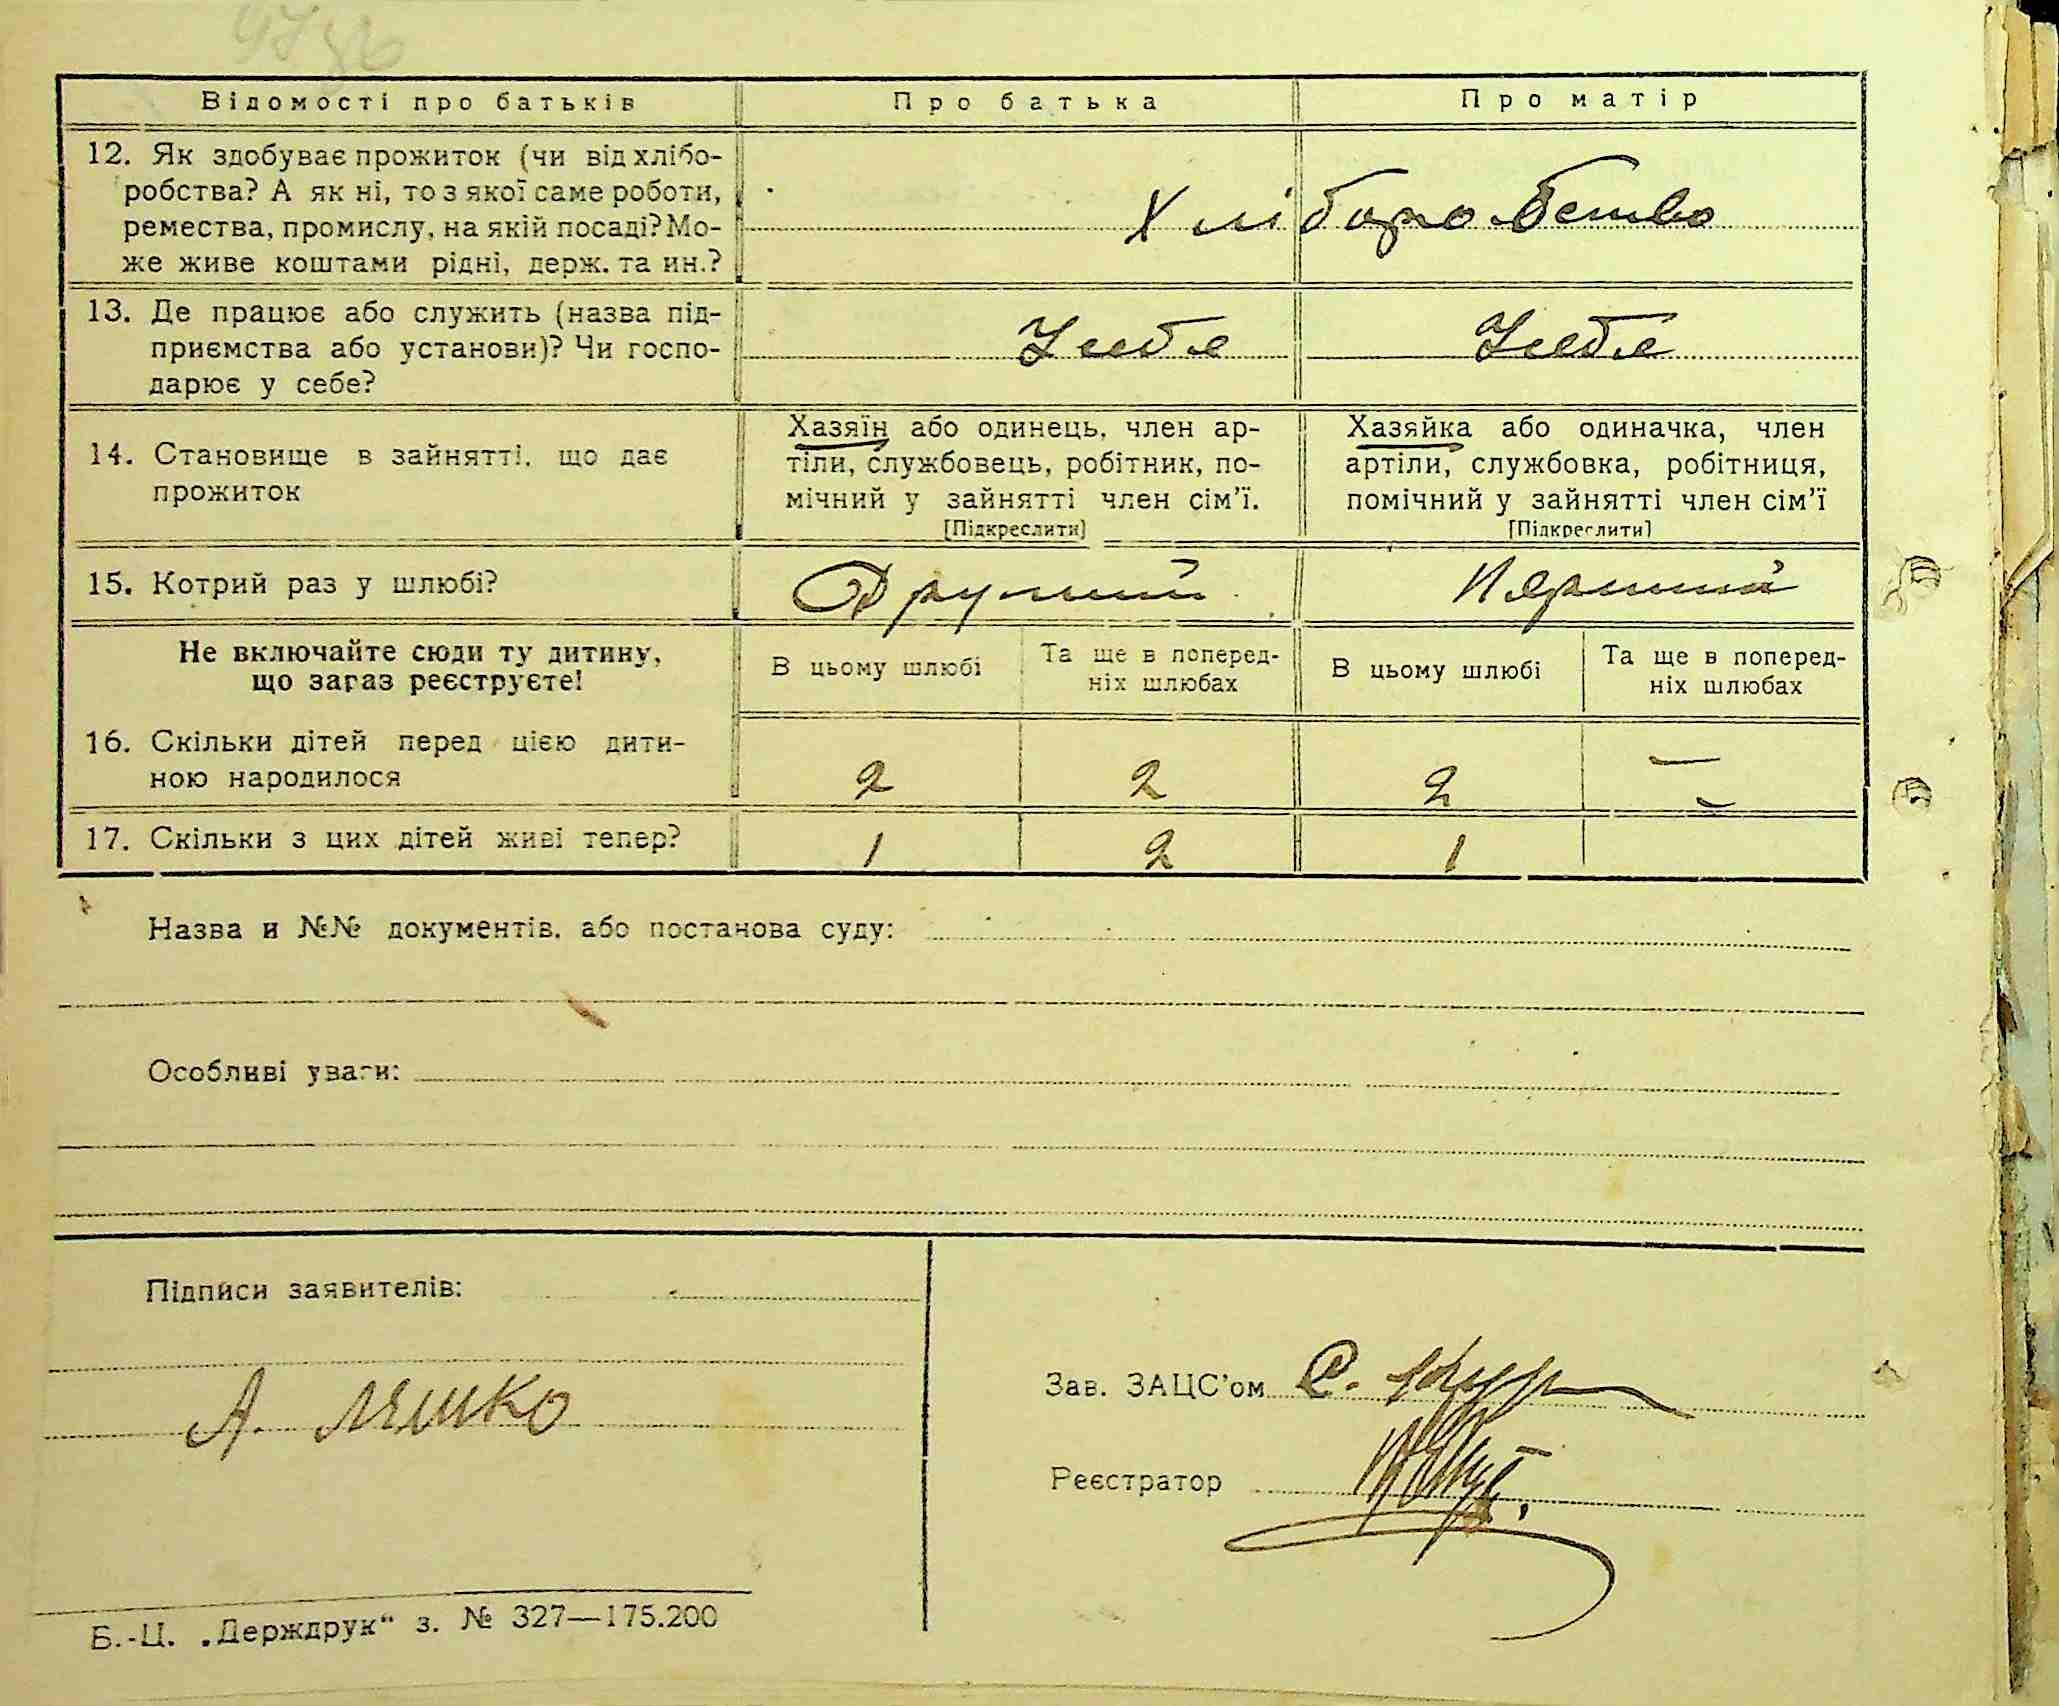 Відомості про батьків Про батька Про матір
12. Як здобуває прожиток (чи від хлібо-
робства? А як ні, то з якої саме роботи,
ремества, промислу, на якій посаді? Мо-
же живе коштами рідні, держ. та ин.?
Хліборобство
13. Де працює або служить (назва під-
приємства або установи)? Чи госпо-
дарює у себе?
У себе У себе
14. Становище в зайнятті, що дає
прожиток
Хазяїн або одинець, член ар-
тіли, службовець, робітник, по-
мічний у зайнятті член сім'ї.
[Підкреслити]
Хазяйка або одиначка, член
артіли, службовка, робітниця,
помічний у зайнятті член сім'ї
[Підкреслити]
15. Котрий раз у шлюбі? Другий Перший
Не включайте сюди ту дитину,
що зараз реєструєте!
В цьому шлюбі
Та ще в поперед-
ніх шлюбах
В цьому шлюбі
Та ще в поперед-
ніх шлюбах
16. Скільки дітей перед цією дити-
ною народилося
2 2 2 —
17. Скільки з цих дітей живі тепер? 1 2 1 –
Назва и №№ документів, або постанова суду:
Особливі уваги:
Підписи заявителів:
А. Ляшко
Зав. ЗАЦС'ом С.
Реєстратор
Б.-Ц. „Держдрук“ з. № 327—175.200